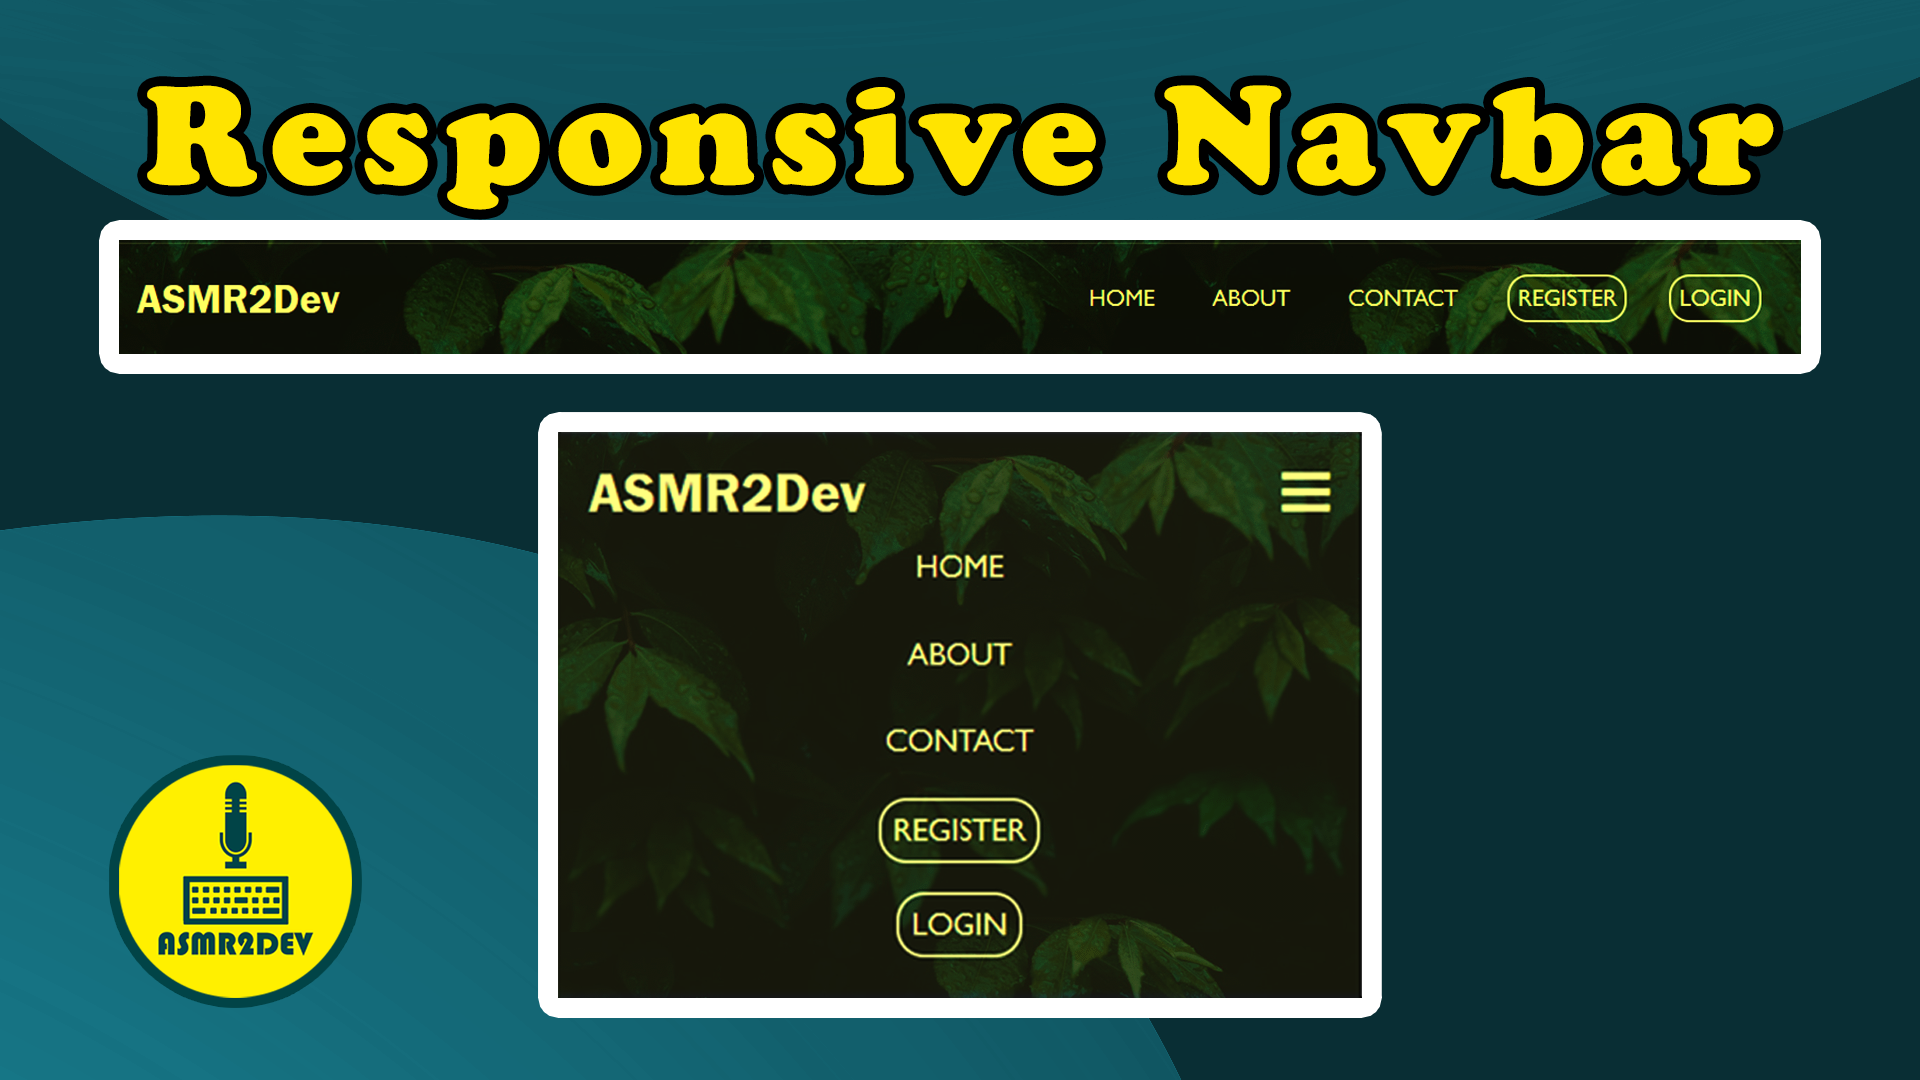 Responsive Navbar
ASMR2Dev HOME ABOUT CONTACT REGISTER LOGIN
ASMR2Dev
HOME
ABOUT
CONTACT
REGISTER
LOGIN
ASMR2DEV